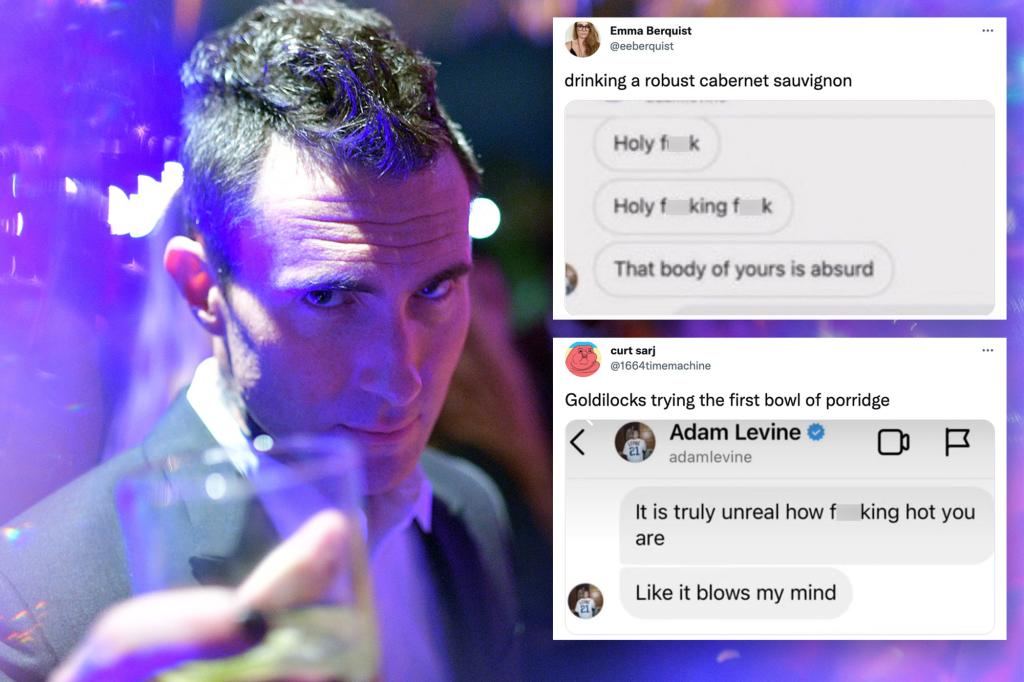 Emma Berquist
@eeberquist
drinking a robust cabernet sauvignon
Holy f k
Holy f king f k
That body of yours is absurd
curt sarj
@1664timemachine
Goldilocks trying the first bowl of porridge
Adam Levine
adamlevine
21
It is truly unreal how f king hot you
are
Like it blows my mind
21